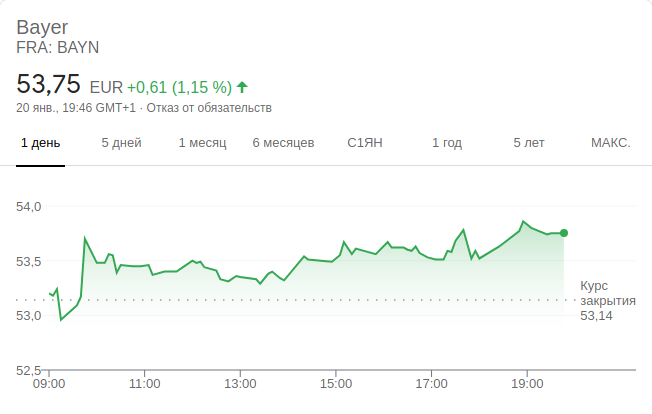 Bayer
FRA: BAYN
53,75 EUR +0,61 (1,15 %)
20 янв., 19:46 GMT+1 · Отказ от обязательств
1 день 5 дней 1 месяц 6 месяцев С1ЯН 1 год 5 лет МАКС.
54,0
53,5
Курс
закрытия
53,14
53,0
52,5
09:00 11:00 13:00 15:00 17:00 19:00